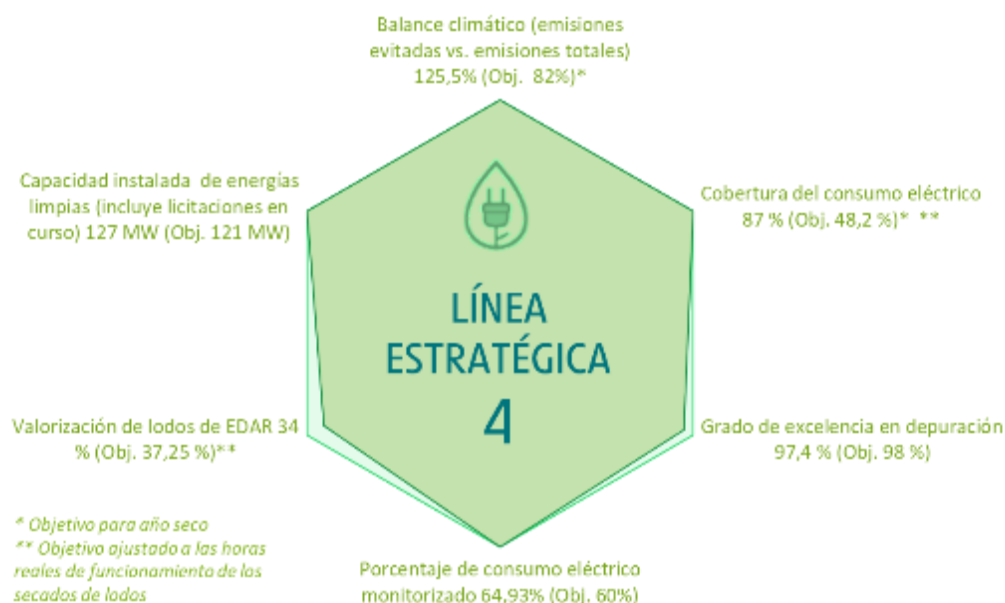 Balance climático (emisiones
evitadas vs. emisiones totales)
125,5% (Obj. 82%)*
Capacidad instalada de energías
limpias (incluye licitaciones en
curso) 127 MW (Obj. 121 MW)
Cobertura del consumo eléctrico
87 % (Obj. 48,2 %)* **
LÍNEA
ESTRATÉGICA
4
Valorización de lodos de EDAR 34
% (Obj. 37,25 %)**
Grado de excelencia en depuración
97,4 % (Obj. 98 %)
* Objetivo para año seco
** Objetivo ajustado a las horas
reales de funcionamiento de los
secados de lodos
Porcentaje de consumo eléctrico
monitorizado 64,93% (Obj. 60%)